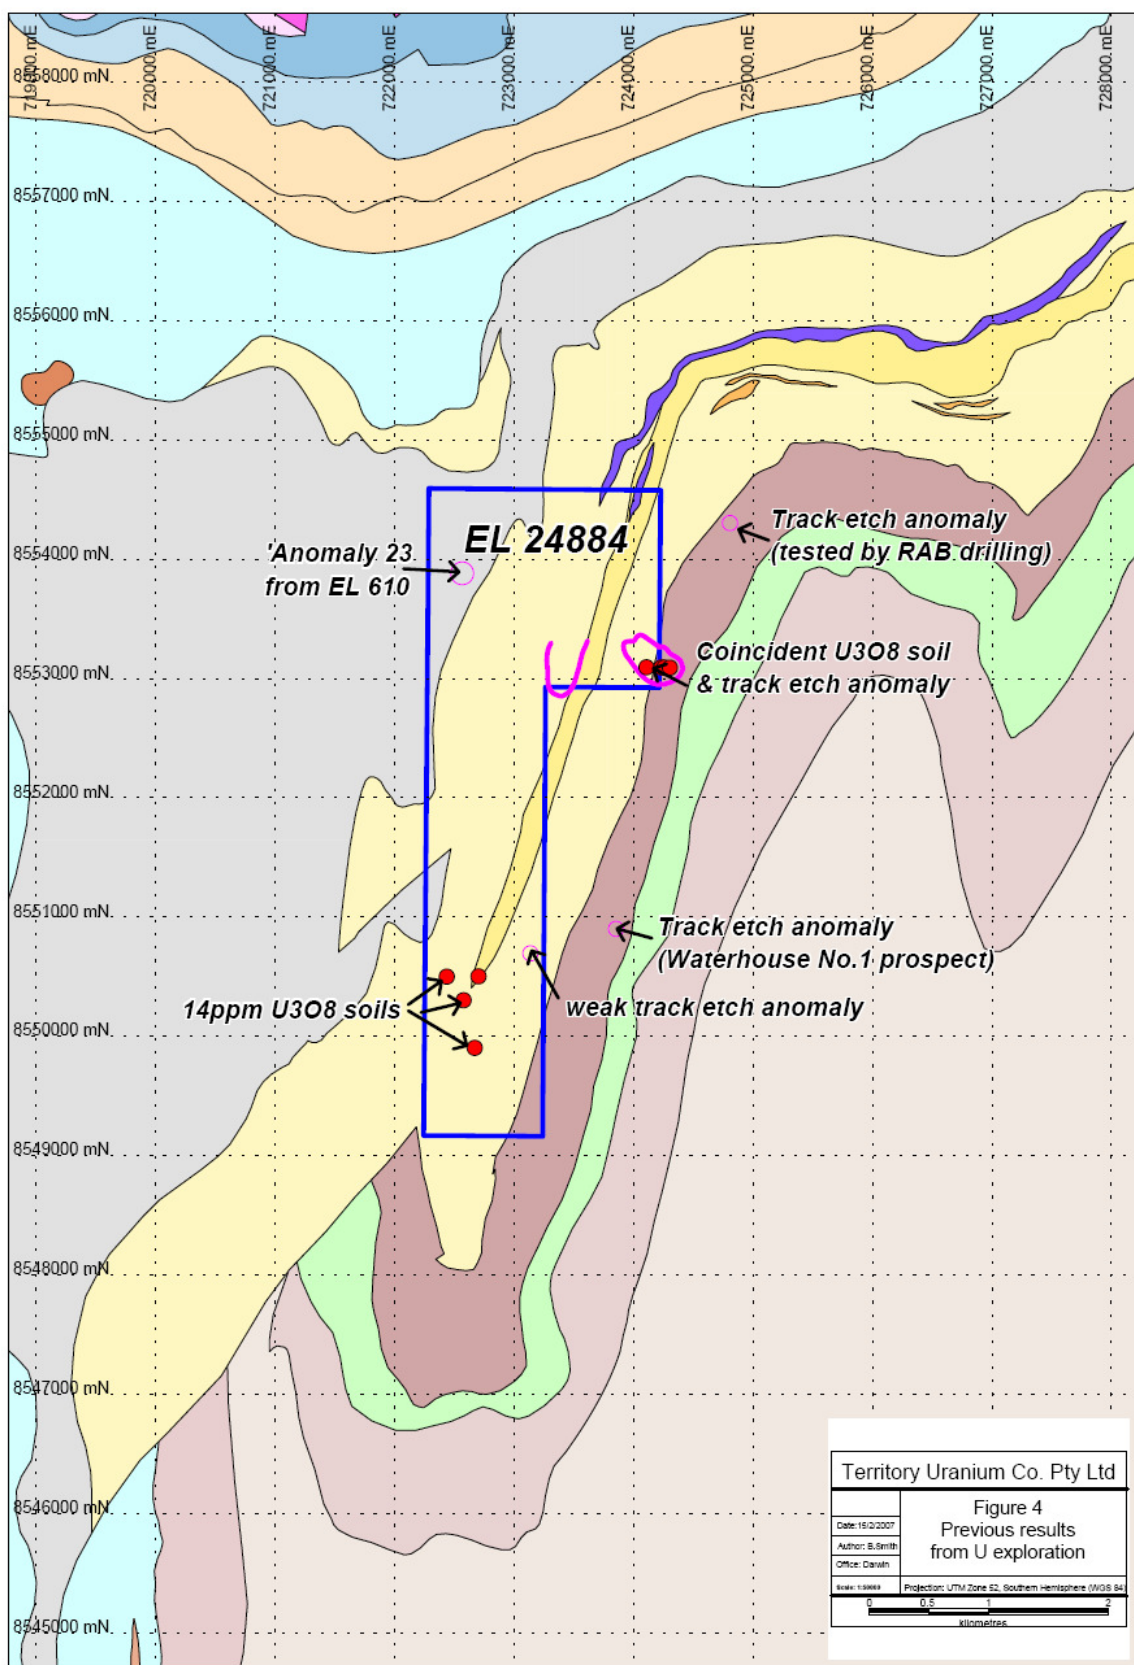 719000.mE
720000.mE
721000.mE
722000.mE
723000.mE
724000.mE
725000.mE
726000.mE
727000.mE
728000.mE
8558000 mN.
8557000 mN.
8556000 mN.
8555000 mN.
8554000 mN.
8553000 mN.
8552000 mN.
8551000 mN.
8550000 mN.
8549000 mN.
8548000 mN.
8547000 mN.
8546000 mN.
8545000 mN.
EL 24884
'Anomaly 23
from EL 610
Track etch anomaly
(tested by RAB drilling)
Coincident U3O8 soil
& track etch anomaly
Track etch anomaly
(Waterhouse No.1 prospect)
weak track etch anomaly
14ppm U3O8 soils
Territory Uranium Co. Pty Ltd
Figure 4
Previous results
from U exploration
Date:15/2/2007
Author: B.Smith
Office: Darwin
Scale: 1:50000
Projection: UTM Zone 52, Southern Hemisphere (WGS 84)
0 0.5 1 2
kilometres